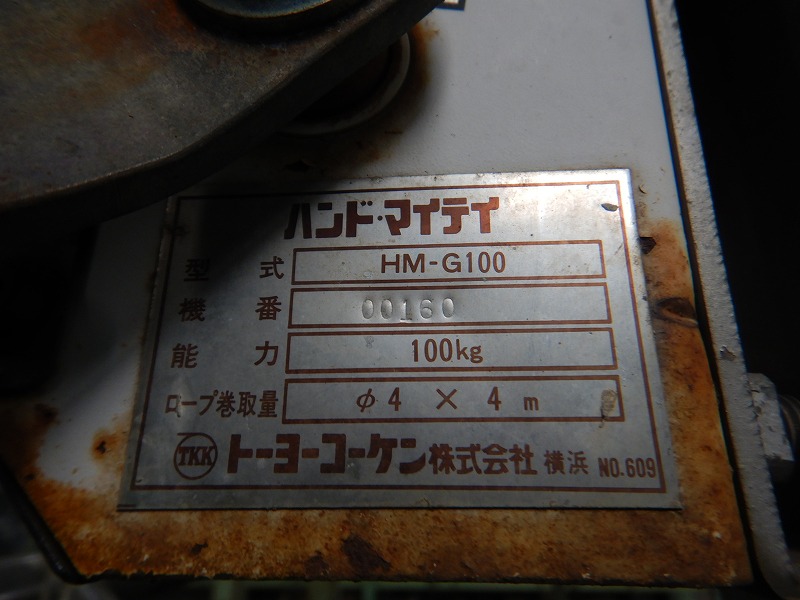 ハンド・マイティ
型式 HM-G100
機番 00160
能力 100kg
ロープ巻取量 φ4 × 4m
TKK トーヨーコーケン株式会社 横浜 NO.609